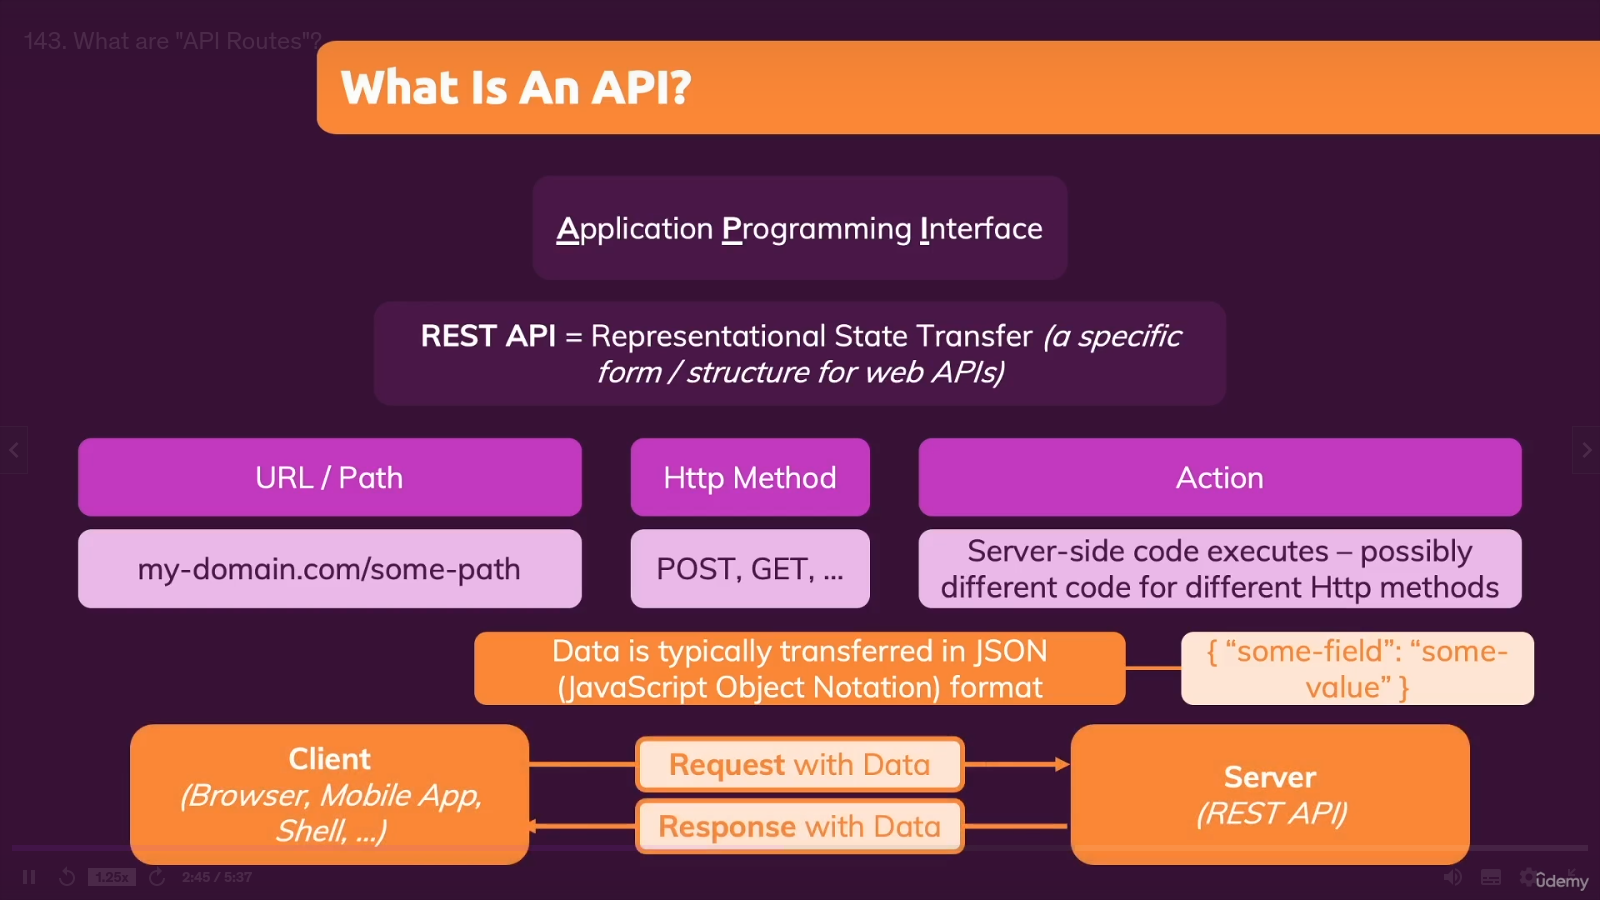 143. What are "API Routes"?
What Is An API?
Application Programming Interface
REST API = Representational State Transfer (a specific
form / structure for web APIs)
URL / Path
Http Method
Action
my-domain.com/some-path
POST, GET, ...
Server-side code executes – possibly
different code for different Http methods
Data is typically transferred in JSON
(JavaScript Object Notation) format
{ “some-field”: “some-
value” }
Client
(Browser, Mobile App,
Shell, ...)
Request with Data
Response with Data
Server
(REST API)
1.25x
2:45 / 5:37
ûdemy